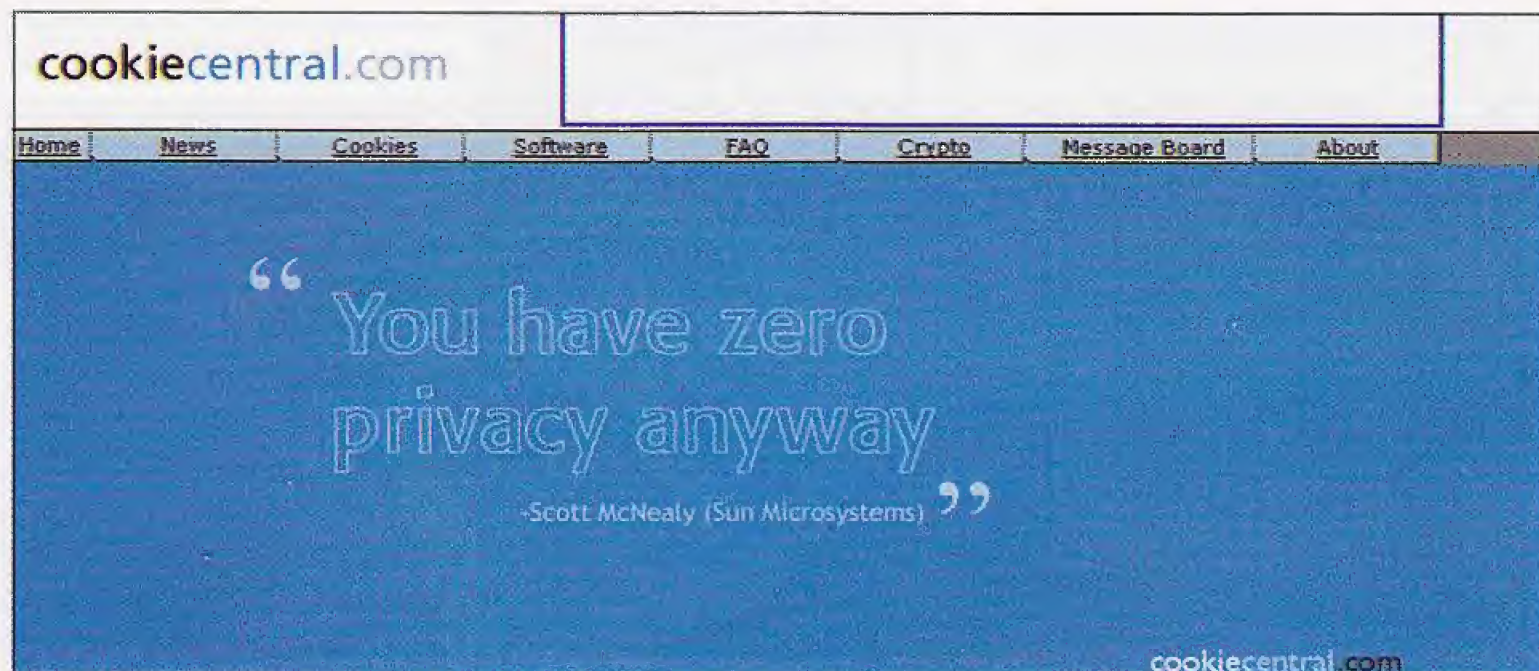 cookiecentral.com
Home News Cookies Software FAQ Crypto Message Board About
“ You have zero
privacy anyway
-Scott McNealy (Sun Microsystems) ”
cookiecentral.com